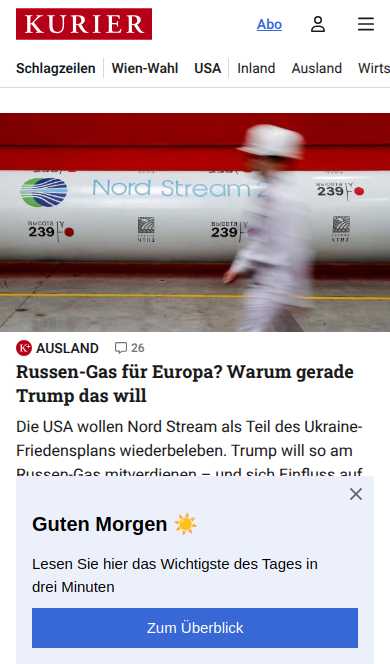 KURIER
Abo
Schlagzeilen Wien-Wahl USA Inland Ausland Wirts
Nord Stream 2
239 239 239
K+ AUSLAND 26
Russen-Gas für Europa? Warum gerade
Trump das will
Die USA wollen Nord Stream als Teil des Ukraine-
Friedensplans wiederbeleben. Trump will so am
Russen-Gas mitverdienen – und sich Einfluss auf
Guten Morgen ☀️
Lesen Sie hier das Wichtigste des Tages in
drei Minuten
Zum Überblick